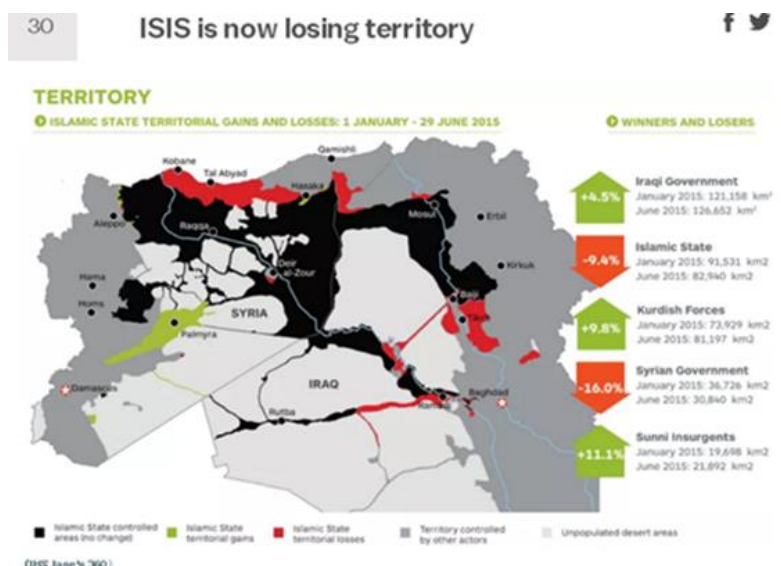 30
ISIS is now losing territory
TERRITORY
ISLAMIC STATE TERRITORIAL GAINS AND LOSSES: 1 JANUARY - 29 JUNE 2015
WINNERS AND LOSERS
Qamishli
Kobane
Tal Abyad
Hasaka
Mosul
Erbil
Aleppo
Raqqa
Deir
al-Zour
Kirkuk
Hama
Homs
Baiji
Tikrit
SYRIA
Palmyra
IRAQ
Damascus
Baghdad
Ramadi
Rutba
+4.5%
Iraqi Government
January 2015: 121,158 km²
June 2015: 126,652 km²
-9.4%
Islamic State
January 2015: 91,531 km2
June 2015: 82,940 km2
+9.8%
Kurdish Forces
January 2015: 73,929 km2
June 2015: 81,197 km2
-16.0%
Syrian Government
January 2015: 36,726 km2
June 2015: 30,840 km2
+11.1%
Sunni Insurgents
January 2015: 19,698 km2
June 2015: 21,892 km2
Islamic State controlled
areas (no change)
Islamic State
territorial gains
Islamic State
territorial losses
Territory controlled
by other actors
Unpopulated desert areas
(IHS Jane's 360)